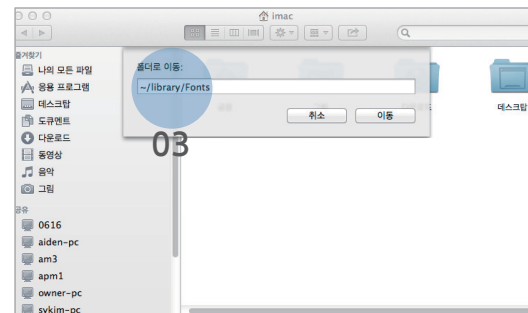 imac
즐겨찾기
나의 모든 파일
응용 프로그램
데스크탑
도큐멘트
다운로드
동영상
음악
그림
공유
0616
aiden-pc
am3
apm1
owner-pc
sykim-pc
폴더로 이동:
~/library/Fonts
취소
이동
03
데스크탑